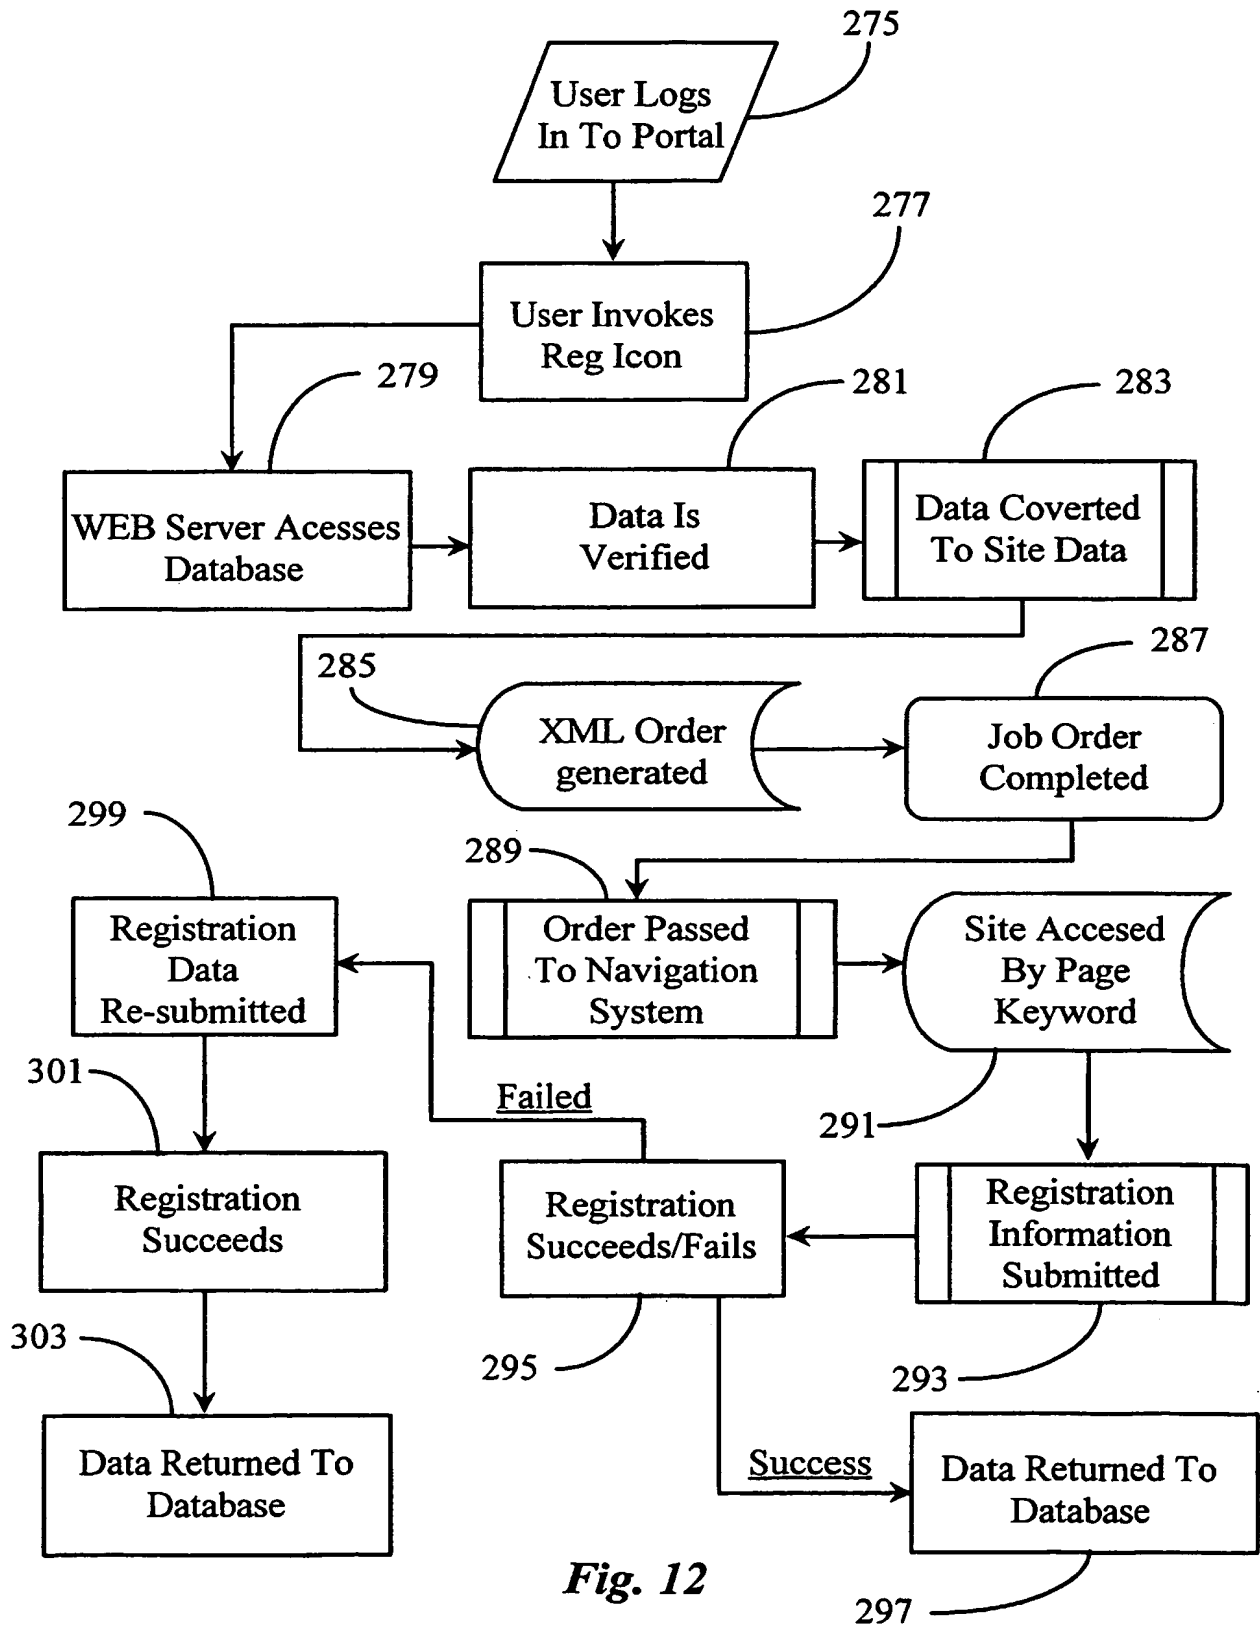 275
User Logs
In To Portal
277
User Invokes
Reg Icon
279
281
283
WEB Server Acesses
Database
Data Is
Verified
Data Coverted
To Site Data
285
287
XML Order
generated
Job Order
Completed
299
289
Registration
Data
Re-submitted
Order Passed
To Navigation
System
Site Accesed
By Page
Keyword
301
Failed
291
Registration
Succeeds
Registration
Succeeds/Fails
Registration
Information
Submitted
303
295
293
Data Returned To
Database
Success
Data Returned To
Database
Fig. 12
297